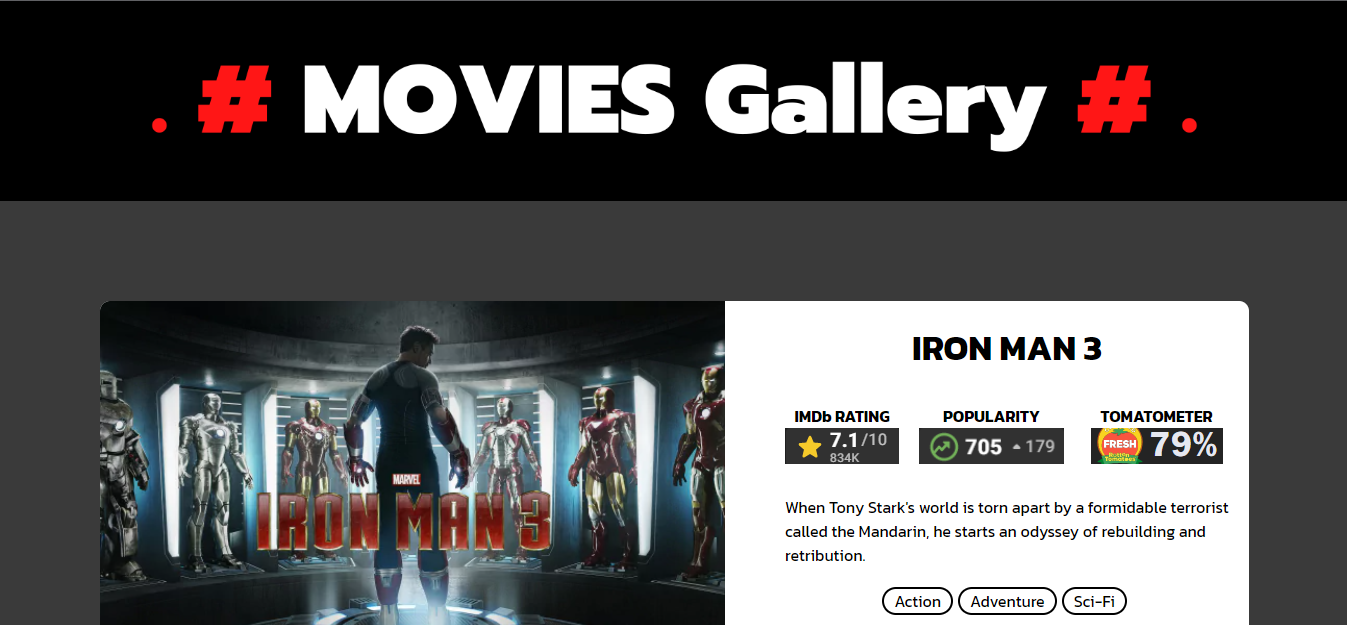 . # MOVIES Gallery # .
MARVEL
IRON MAN 3
IRON MAN 3
IMDb RATING
7.1/10
834K
POPULARITY
705 ▲ 179
TOMATOMETER
FRESH
Rotten
Tomatoes
79%
When Tony Stark's world is torn apart by a formidable terrorist
called the Mandarin, he starts an odyssey of rebuilding and
retribution.
Action Adventure Sci-Fi